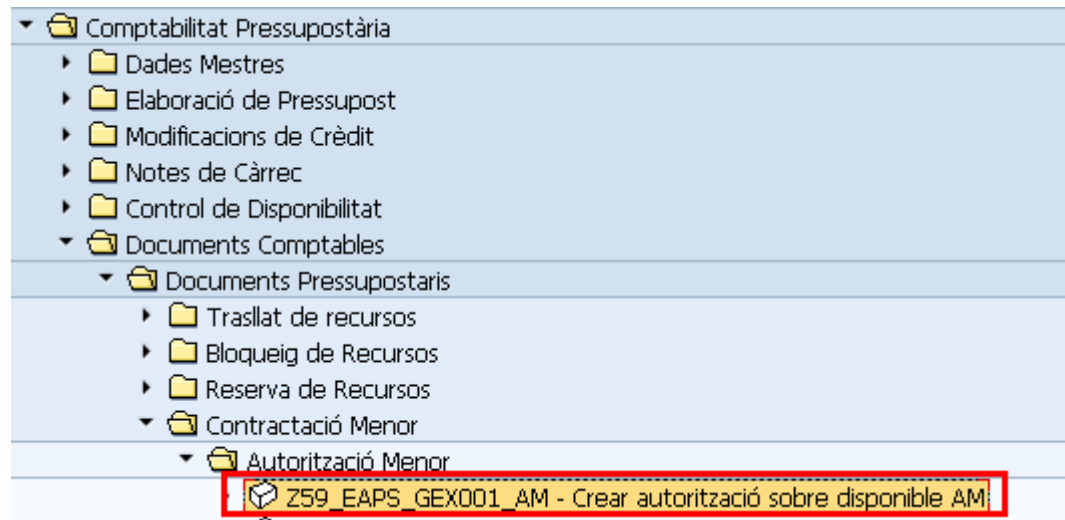 Comptabilitat Pressupostària
Dades Mestres
Elaboració de Pressupost
Modificacions de Crèdit
Notes de Càrrec
Control de Disponibilitat
Documents Comptables
Documents Pressupostaris
Trasllat de recursos
Bloqueig de Recursos
Reserva de Recursos
Contractació Menor
Autorització Menor
Z59_EAPS_GEX001_AM - Crear autorització sobre disponible AM